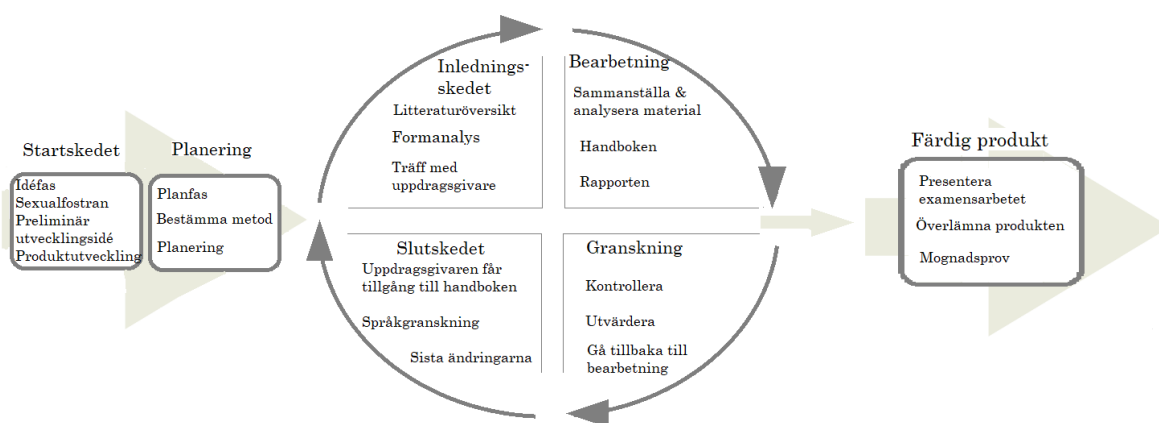 Startskedet
Idéfas
Sexualfostran
Preliminär
utvecklingsidé
Produktutveckling
Planering
Planfas
Bestämma metod
Planering
Inlednings-
skedet
Litteraturöversikt
Formanalys
Träff med
uppdragsgivare
Bearbetning
Sammanställa &
analysera material
Handboken
Rapporten
Granskning
Kontrollera
Utvärdera
Gå tillbaka till
bearbetning
Slutskedet
Uppdragsgivaren får
tillgång till handboken
Språkgranskning
Sista ändringarna
Färdig produkt
Presentera
examensarbetet
Överlämna produkten
Mognadsprov